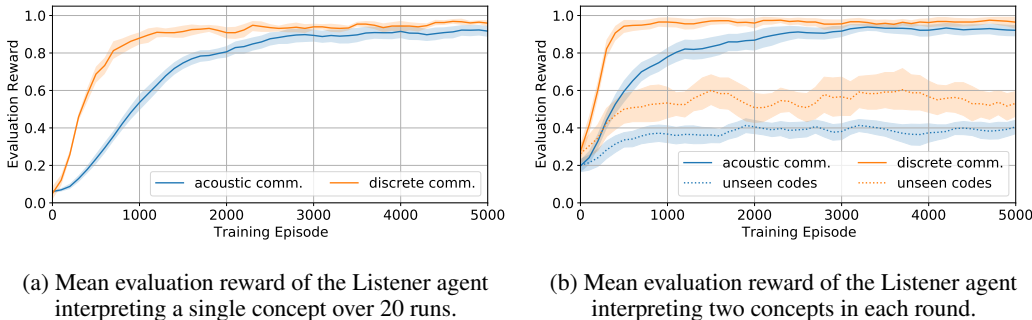 1.0
0.8
0.6
0.4
0.2
0.0
Evaluation Reward
0 1000 2000 3000 4000 5000
Training Episode
acoustic comm. discrete comm.
(a) Mean evaluation reward of the Listener agent
interpreting a single concept over 20 runs.
1.0
0.8
0.6
0.4
0.2
0.0
Evaluation Reward
0 1000 2000 3000 4000 5000
Training Episode
acoustic comm. discrete comm.
unseen codes unseen codes
(b) Mean evaluation reward of the Listener agent
interpreting two concepts in each round.